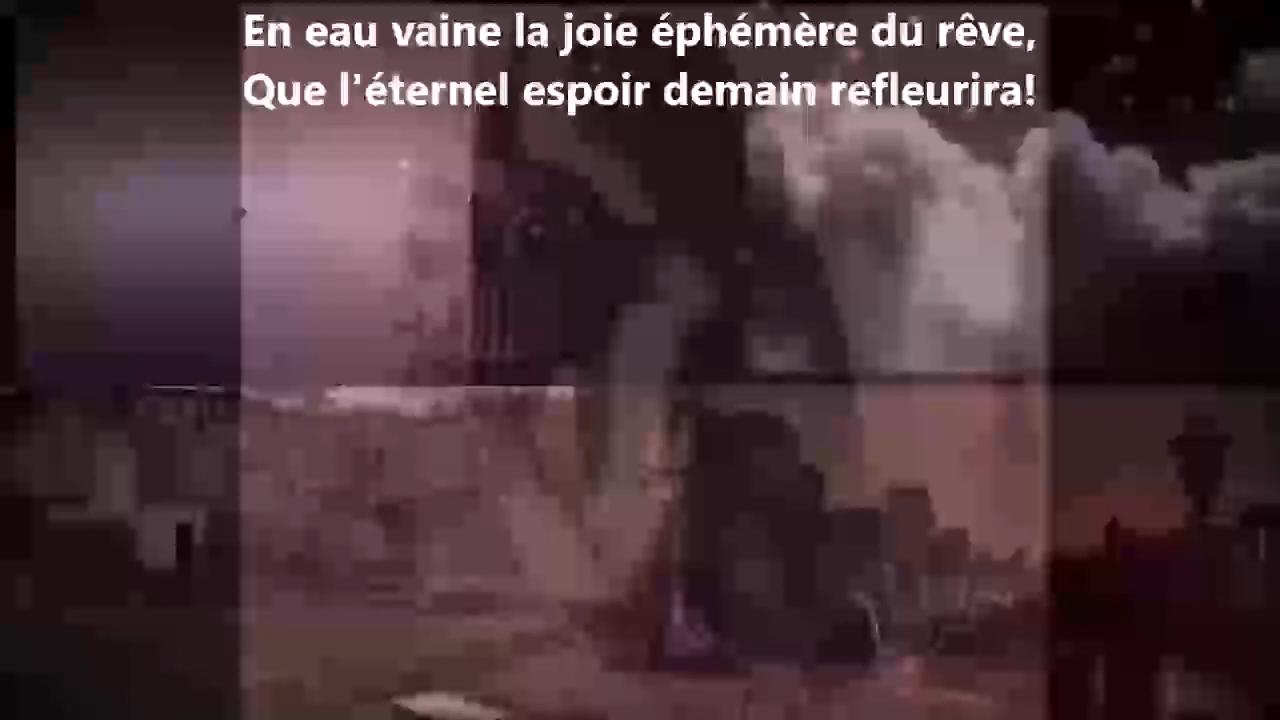 En eau vaine la joie éphémère du rêve,
Que l'éternel espoir demain refleurira!